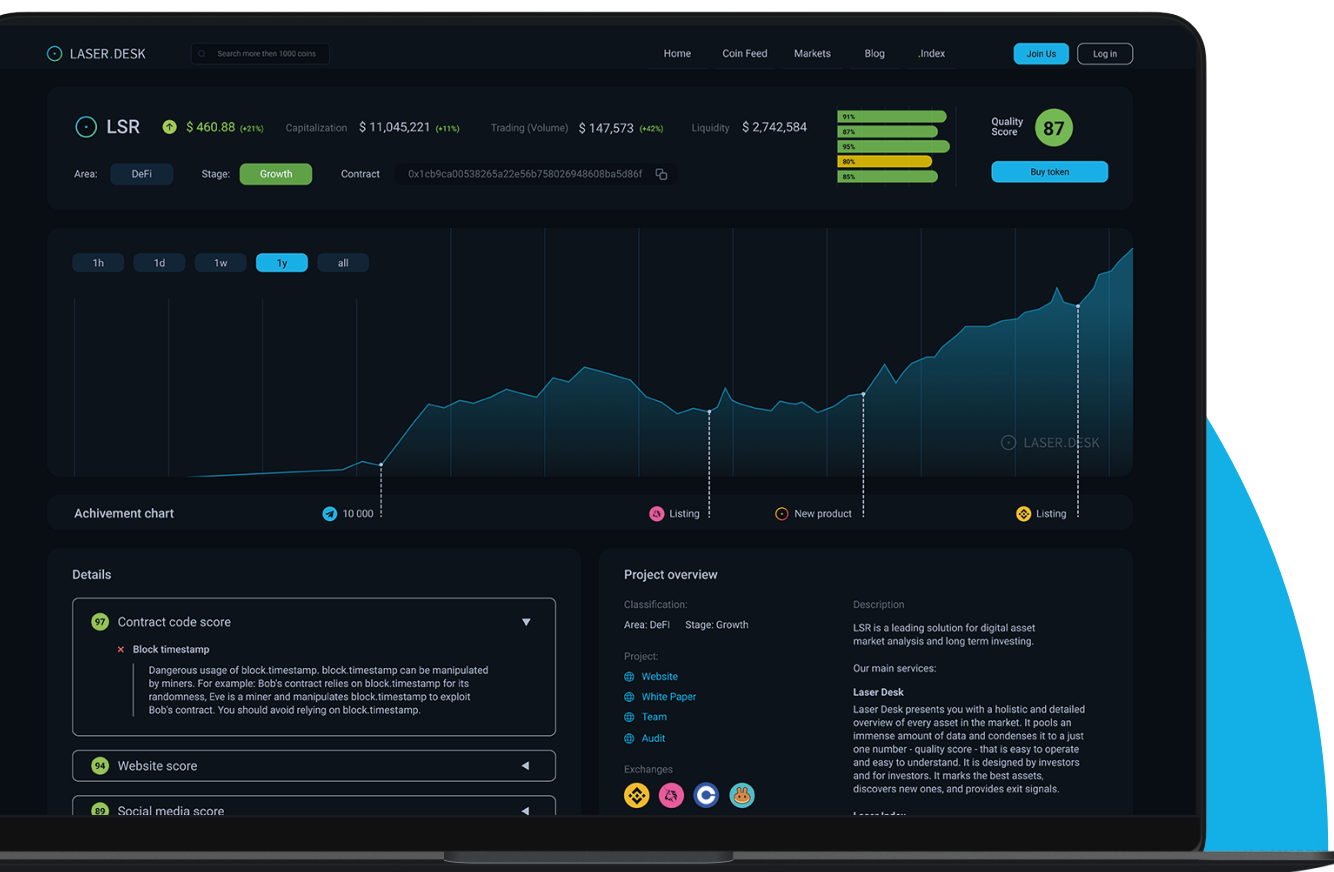 LASER.DESK
Search more then 1000 coins
Home
Coin Feed
Markets
Blog
.Index
Join Us
Log in
LSR
$ 460.88 (+21%)
Capitalization $ 11,045,221 (+11%)
Trading (Volume) $ 147,573 (+42%)
Liquidity $ 2,742,584
91%
87%
95%
80%
85%
Quality
Score
87
Area: DeFi
Stage: Growth
Contract 0x1cb9ca00538265a22e56b758026948608ba5d86f
Buy token
1h
1d
1w
1y
all
LASER.DESK
Achivement chart
10 000
Listing
New product
Listing
Details
97 Contract code score
Block timestamp
Dangerous usage of block.timestamp. block.timestamp can be manipulated
by miners. For example: Bob's contract relies on block.timestamp for its
randomness, Eve is a miner and manipulates block.timestamp to exploit
Bob's contract. You should avoid relying on block.timestamp.
94 Website score
89 Social media score
Project overview
Classification:
Area: DeFI Stage: Growth
Project:
Website
White Paper
Team
Audit
Exchanges
Description
LSR is a leading solution for digital asset
market analysis and long term investing.
Our main services:
Laser Desk
Laser Desk presents you with a holistic and detailed
overview of every asset in the market. It pools an
immense amount of data and condenses it to a just
one number - quality score - that is easy to operate
and easy to understand. It is designed by investors
and for investors. It marks the best assets,
discovers new ones, and provides exit signals.
Laser Index